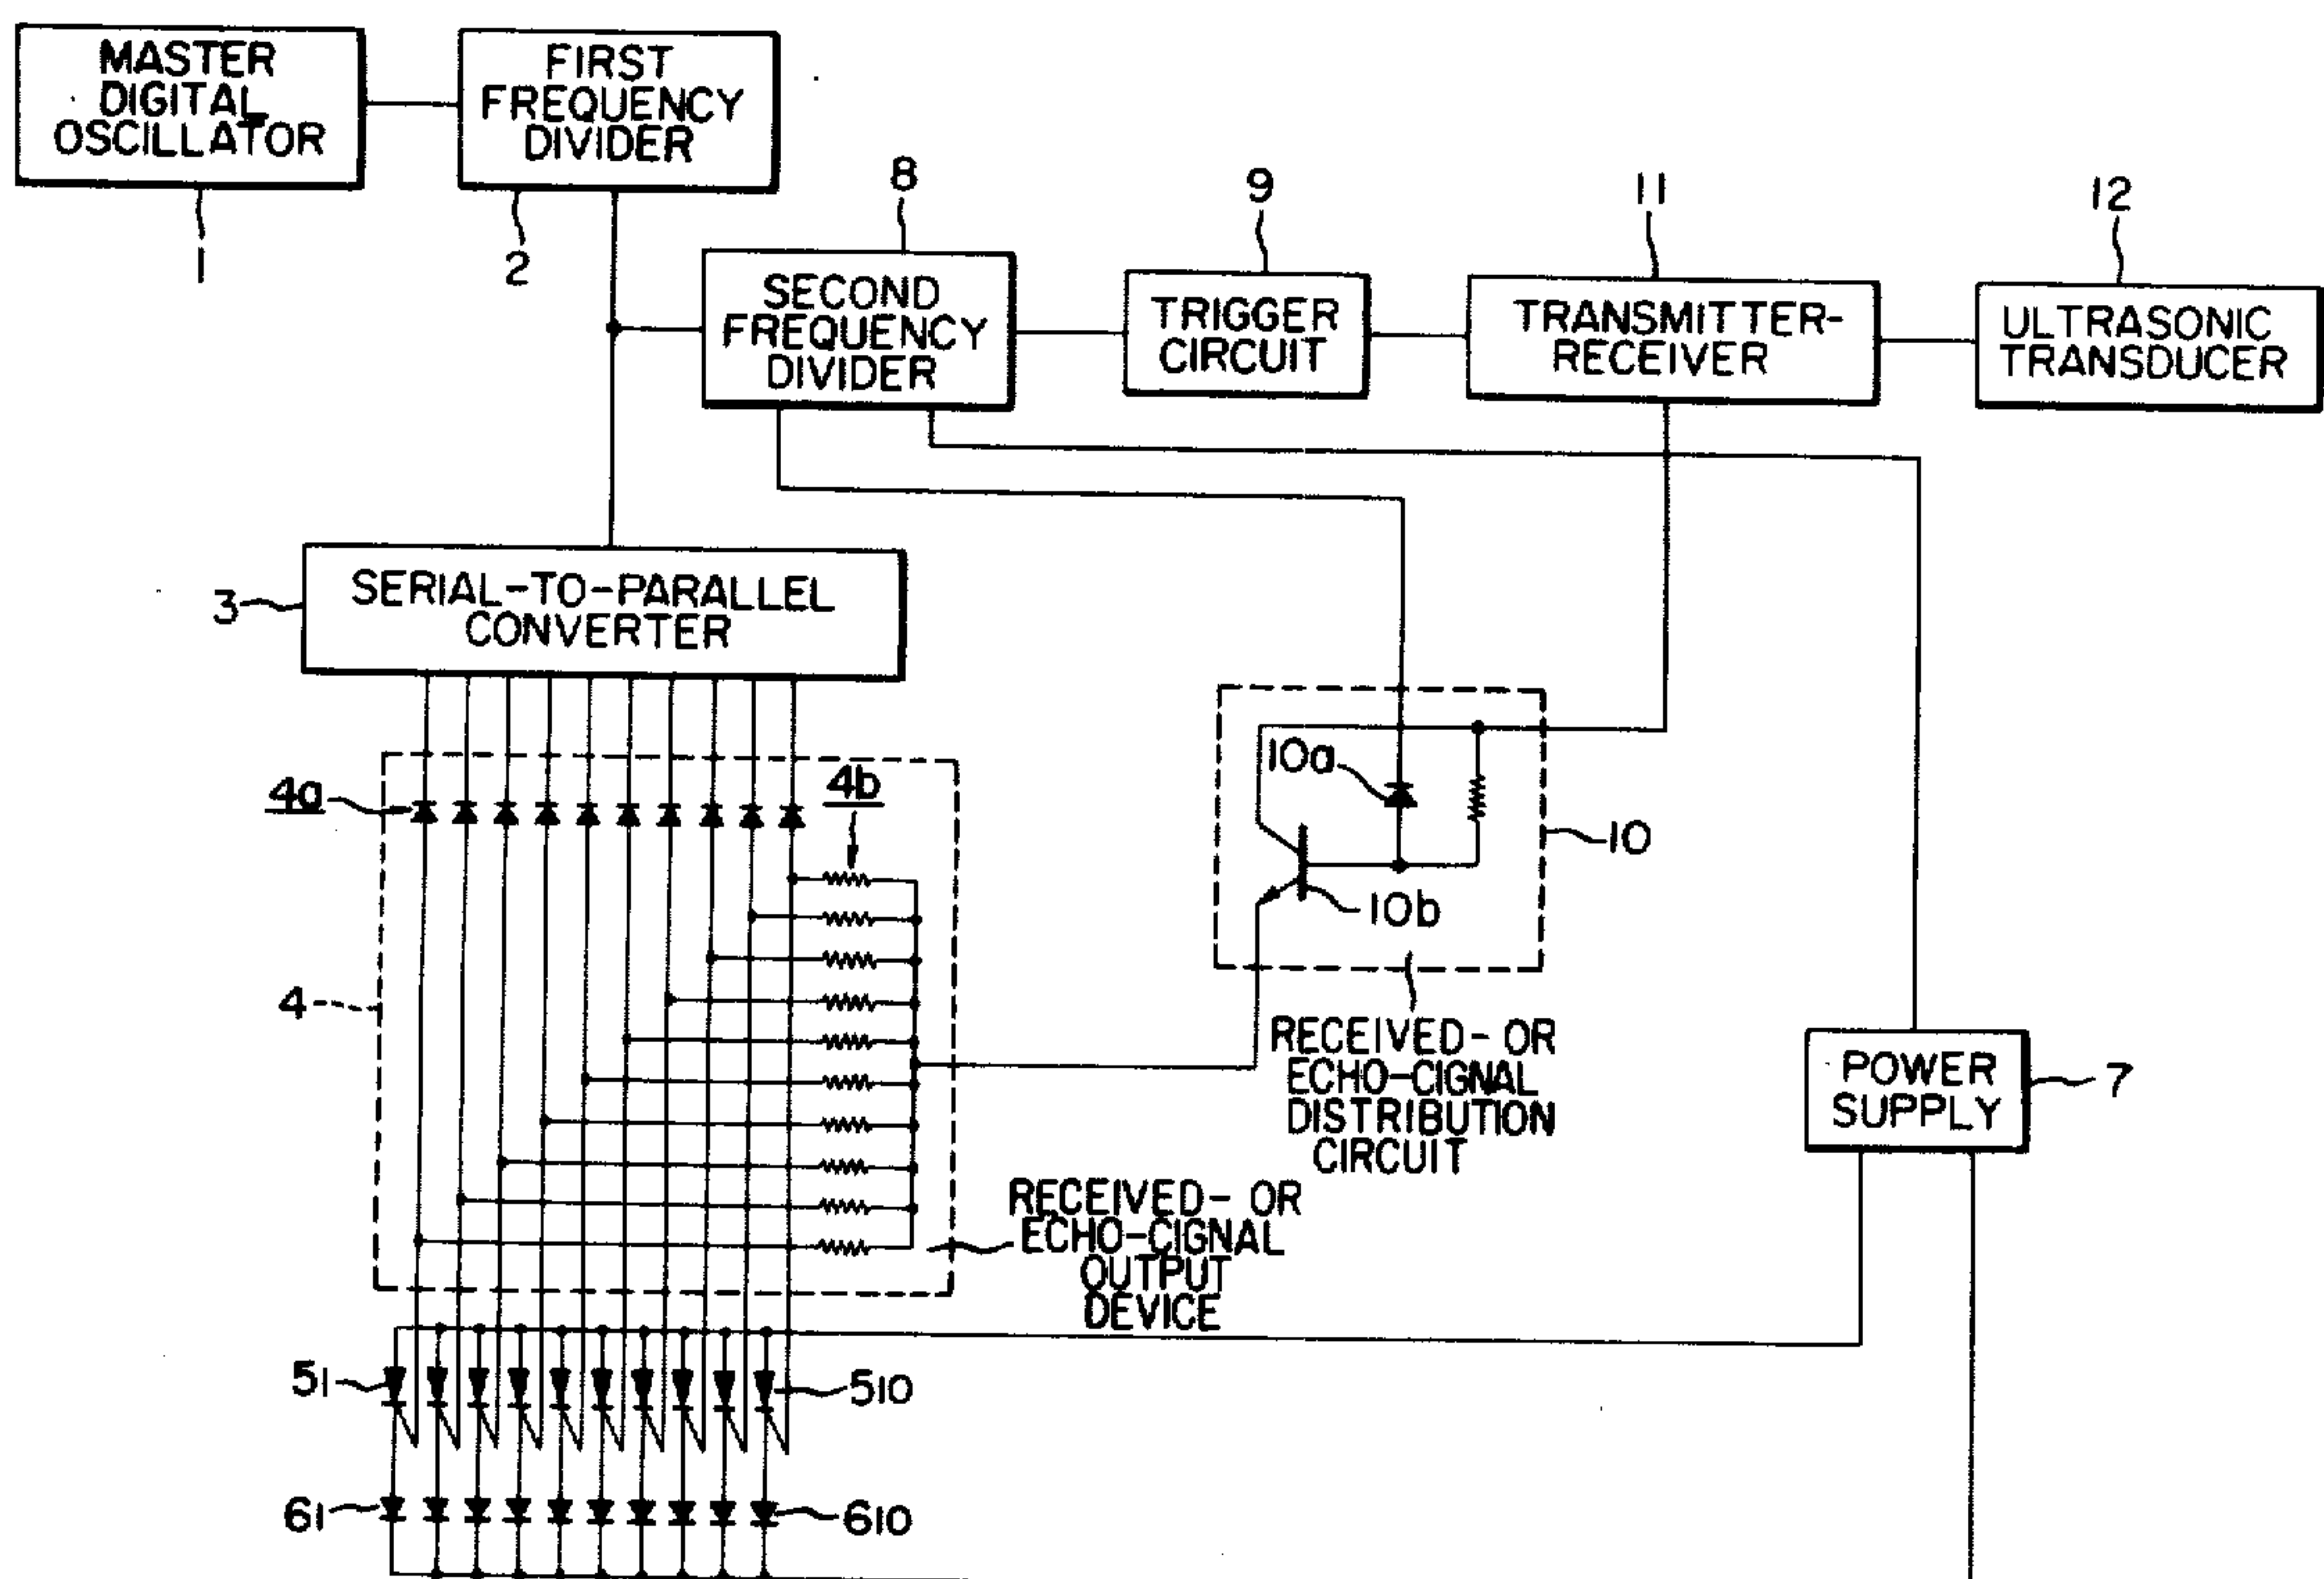 MASTER
DIGITAL
OSCILLATOR
FIRST
FREQUENCY
DIVIDER
1
2
8
9
11
12
SECOND
FREQUENCY
DIVIDER
TRIGGER
CIRCUIT
TRANSMITTER-
RECEIVER
ULTRASONIC
TRANSDUCER
3
SERIAL-TO-PARALLEL
CONVERTER
4a
4b
10a
10
10b
4
RECEIVED- OR
ECHO-CIGNAL
DISTRIBUTION
CIRCUIT
POWER
SUPPLY
7
RECEIVED- OR
ECHO-CIGNAL
OUTPUT
DEVICE
51
510
61
610